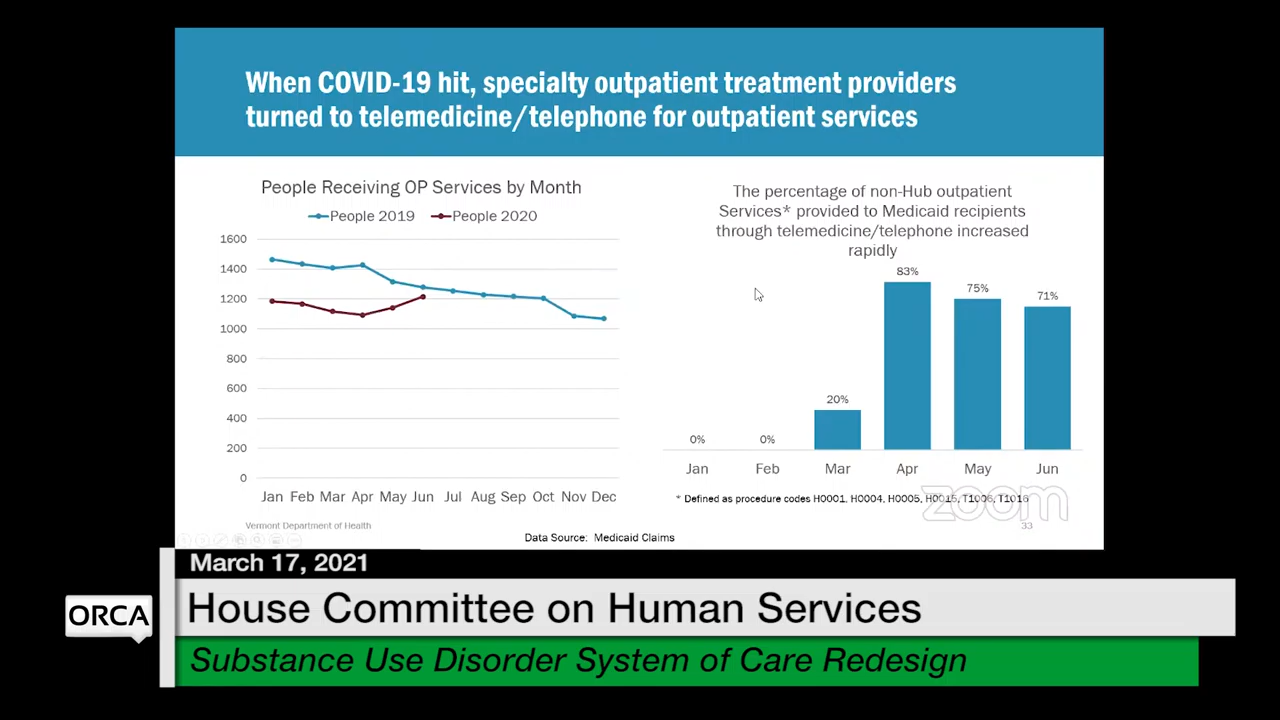 When COVID-19 hit, specialty outpatient treatment providers
turned to telemedicine/telephone for outpatient services
People Receiving OP Services by Month
People 2019
People 2020
1600
1400
1200
1000
800
600
400
200
0
Jan Feb Mar Apr May Jun Jul Aug Sep Oct Nov Dec
The percentage of non-Hub outpatient
Services* provided to Medicaid recipients
through telemedicine/telephone increased
rapidly
0%
0%
20%
83%
75%
71%
Jan Feb Mar Apr May Jun
* Defined as procedure codes H0001, H0004, H0005, H0015, T1006, T1016
zoom
Vermont Department of Health
33
Data Source: Medicaid Claims
March 17, 2021
ORCA
House Committee on Human Services
Substance Use Disorder System of Care Redesign